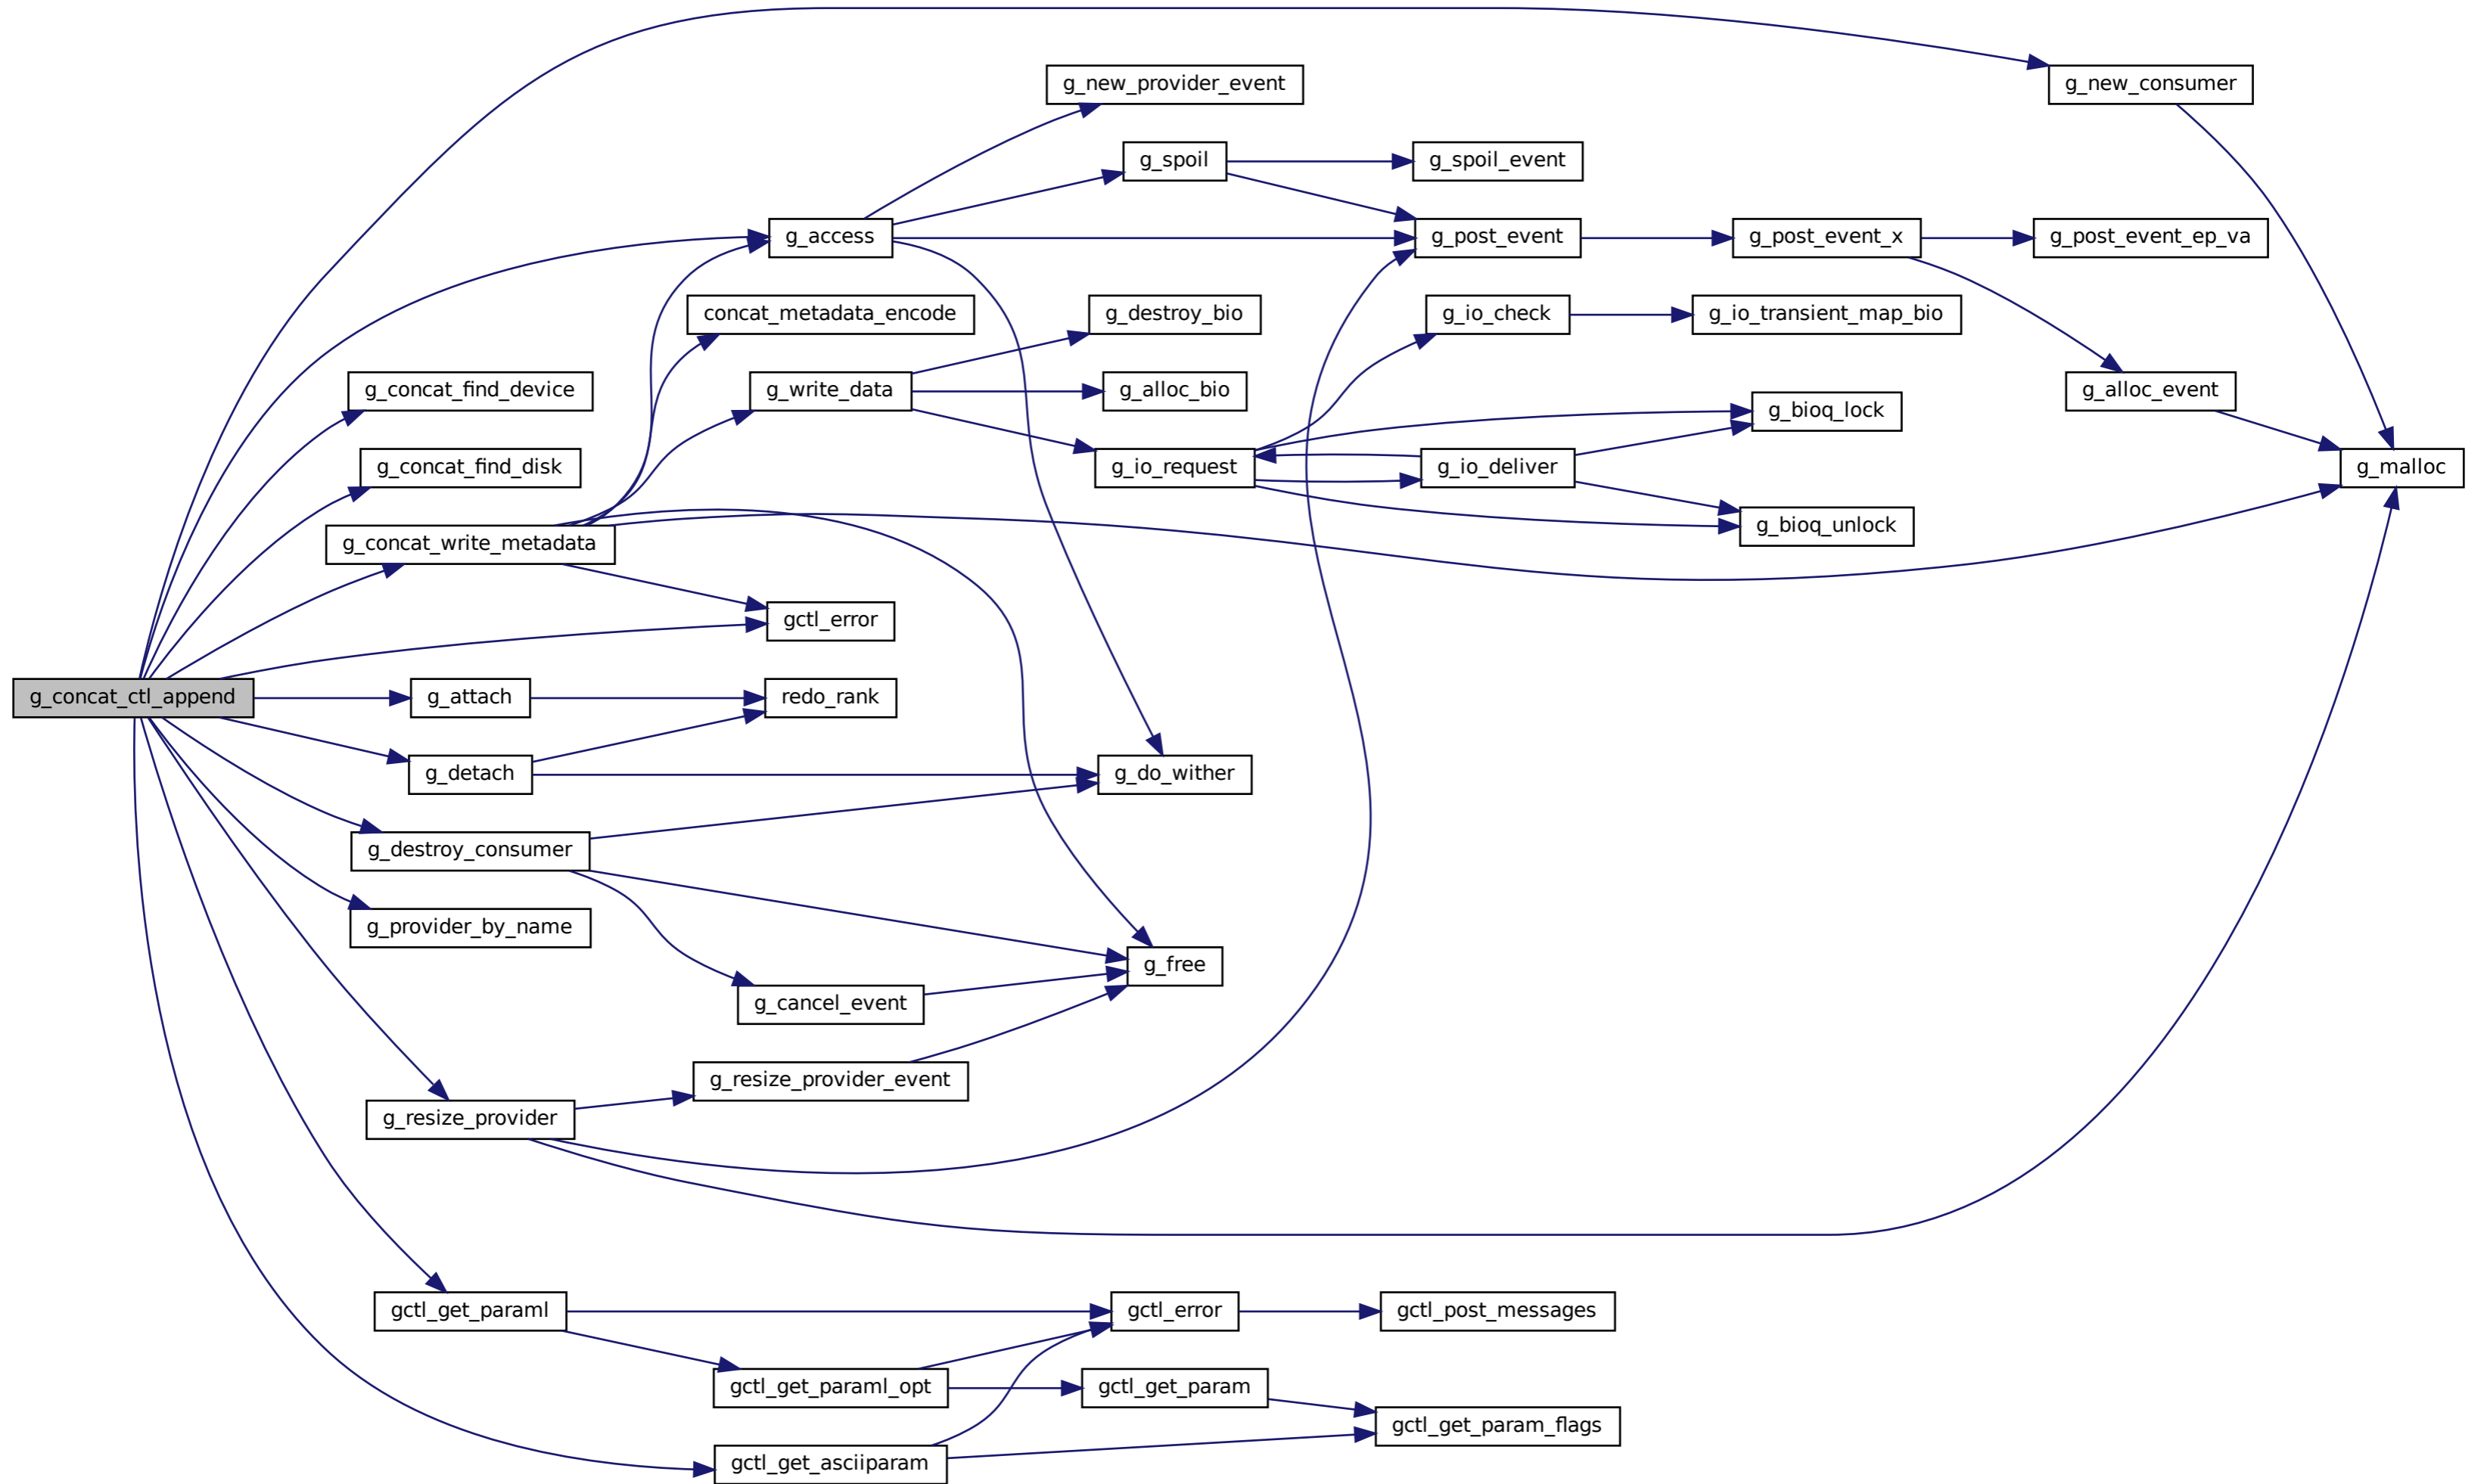 g_new_consumer
g_new_provider_event
g_spoil
g_spoil_event
g_access
g_post_event
g_post_event_x
g_post_event_ep_va
concat_metadata_encode
g_destroy_bio
g_io_check
g_io_transient_map_bio
g_concat_find_device
g_write_data
g_alloc_bio
g_alloc_event
g_bioq_lock
g_concat_find_disk
g_io_request
g_io_deliver
g_malloc
g_concat_write_metadata
g_bioq_unlock
gctl_error
g_concat_ctl_append
g_attach
redo_rank
g_detach
g_do_wither
g_destroy_consumer
g_provider_by_name
g_free
g_cancel_event
g_resize_provider_event
g_resize_provider
gctl_get_paraml
gctl_error
gctl_post_messages
gctl_get_paraml_opt
gctl_get_param
gctl_get_param_flags
gctl_get_asciiparam